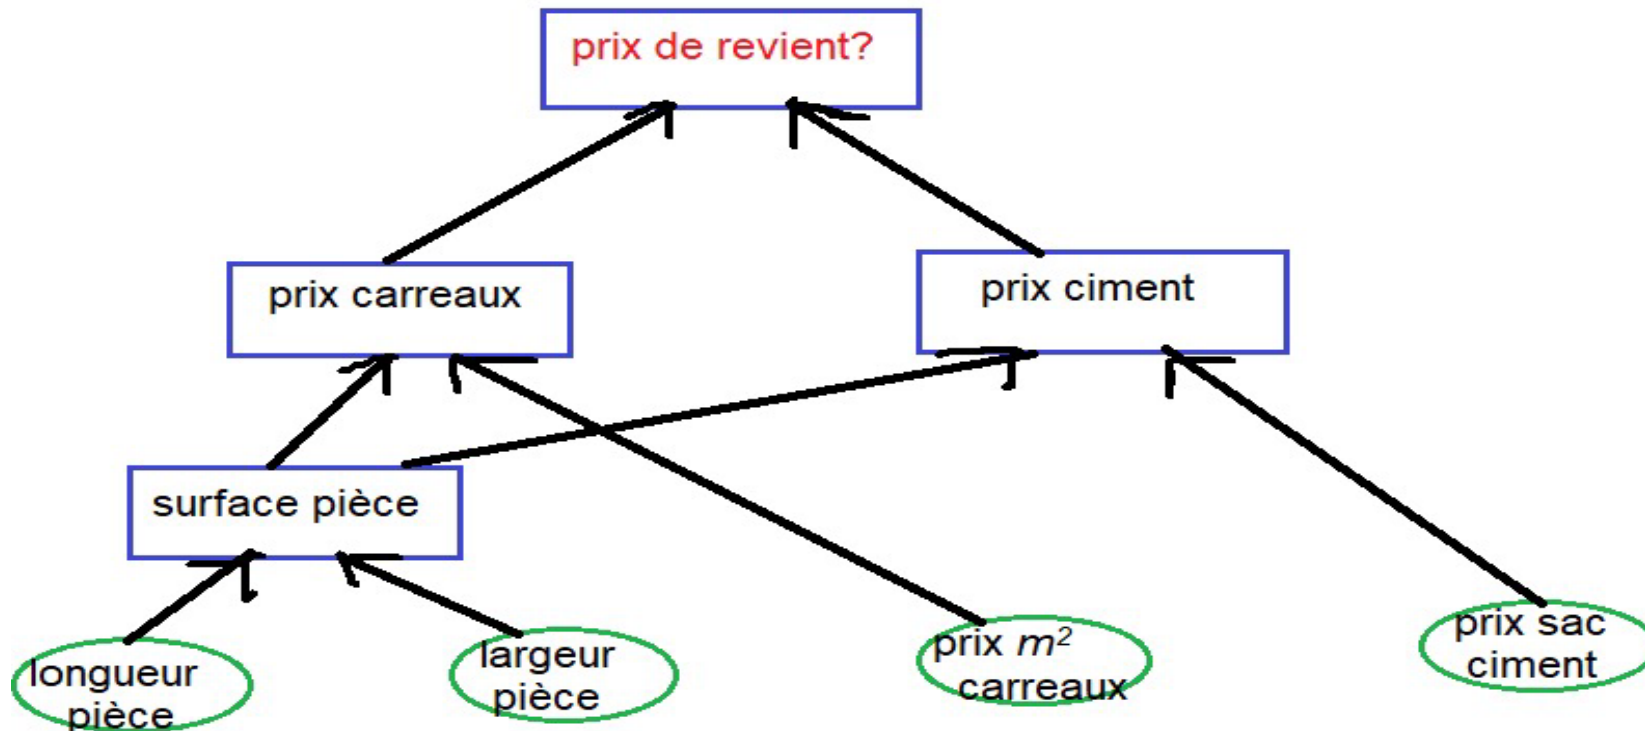 prix de revient?
prix carreaux
prix ciment
surface pièce
longueur
pièce
largeur
pièce
prix m²
carreaux
prix sac
ciment